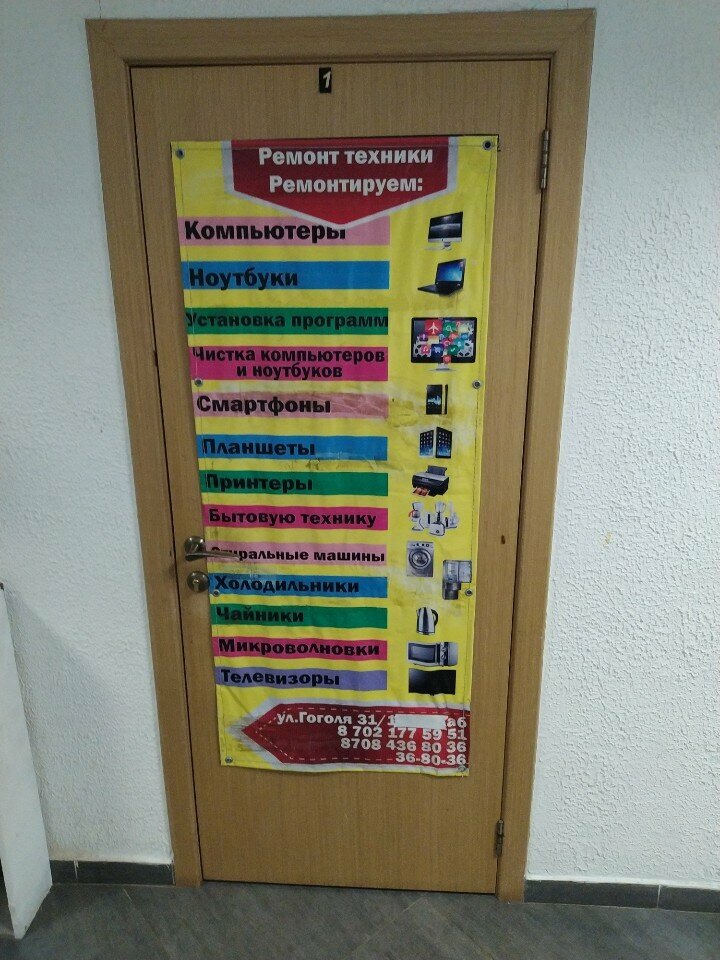 1
Ремонт техники
Ремонтируем:
Компьютеры
Ноутбуки
Установка программ
Чистка компьютеров
и ноутбуков
Смартфоны
Планшеты
Принтеры
Бытовую технику
Стиральные машины
Холодильники
Чайники
Микроволновки
Телевизоры
ул.Гоголя 31/1
8 702 177 59 51
8708 436 80 36
36-80-36